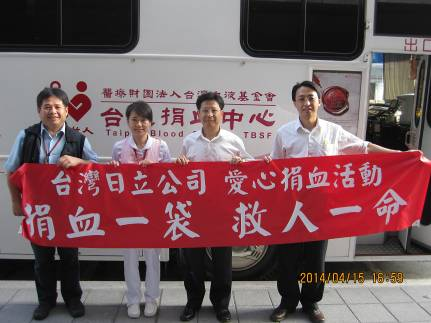 出口
醫療財團法人台灣血液基金會
台北捐血中心
Taipei Blood TBSF
台灣日立公司 愛心捐血活動
捐血一袋 救人一命
2014/04/15 16:59